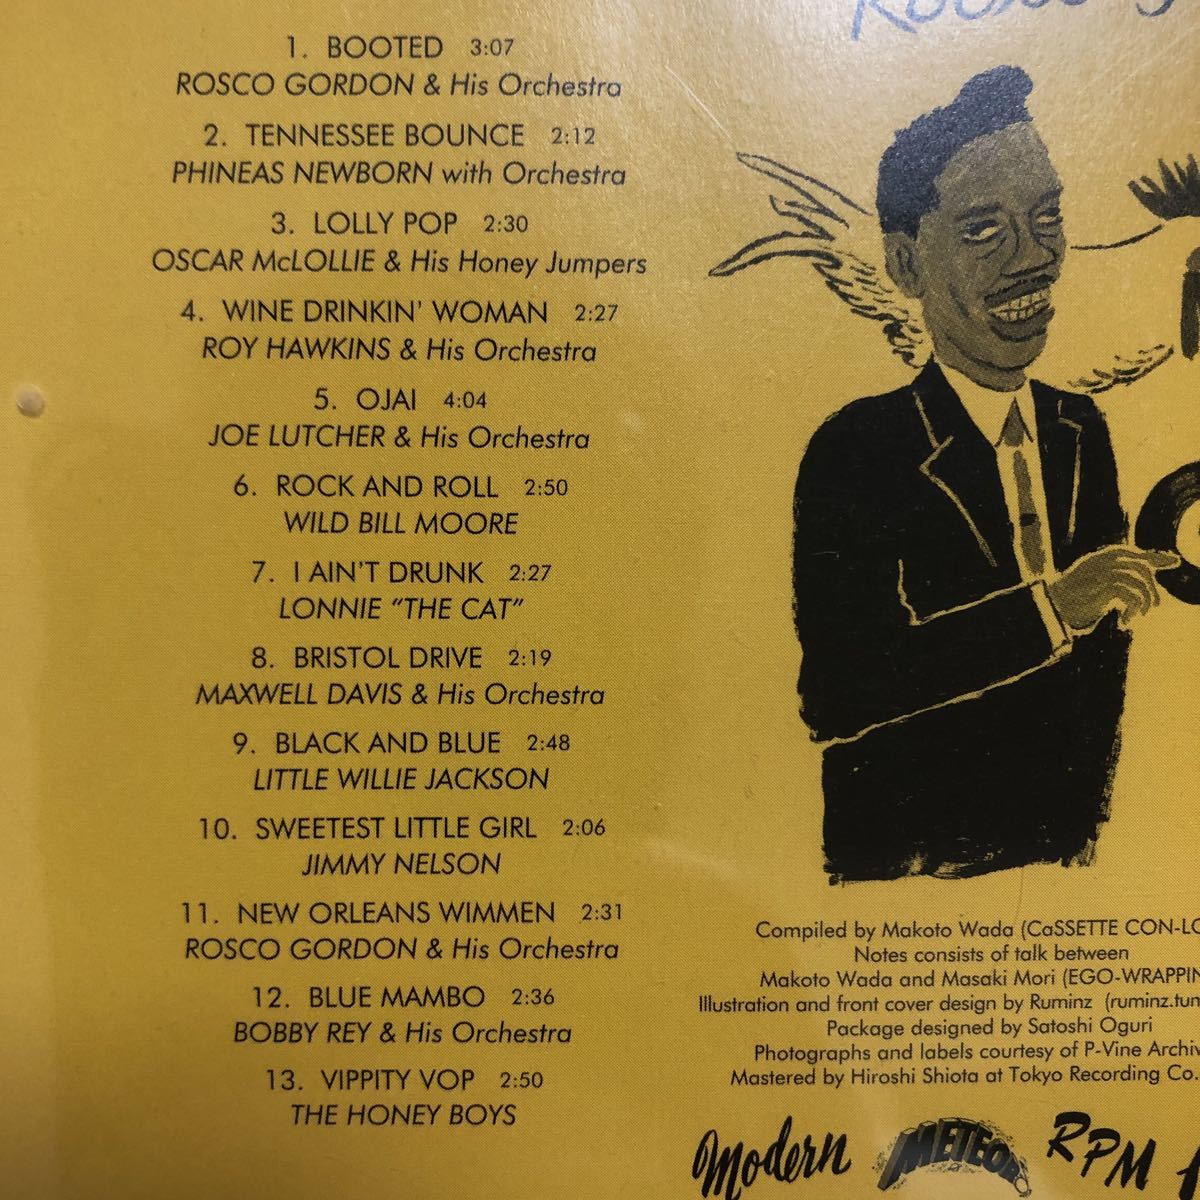 1. BOOTED 3:07
ROSCO GORDON & His Orchestra
2. TENNESSEE BOUNCE 2:12
PHINEAS NEWBORN with Orchestra
3. LOLLY POP 2:30
OSCAR McLOLLIE & His Honey Jumpers
4. WINE DRINKIN' WOMAN 2:27
ROY HAWKINS & His Orchestra
5. OJAI 4:04
JOE LUTCHER & His Orchestra
6. ROCK AND ROLL 2:50
WILD BILL MOORE
7. I AIN'T DRUNK 2:27
LONNIE “THE CAT”
8. BRISTOL DRIVE 2:19
MAXWELL DAVIS & His Orchestra
9. BLACK AND BLUE 2:48
LITTLE WILLIE JACKSON
10. SWEETEST LITTLE GIRL 2:06
JIMMY NELSON
11. NEW ORLEANS WIMMEN 2:31
ROSCO GORDON & His Orchestra
12. BLUE MAMBO 2:36
BOBBY REY & His Orchestra
13. VIPPITY VOP 2:50
THE HONEY BOYS
Compiled by Makoto Wada (CaSSETTE CON-LO
Notes consists of talk between
Makoto Wada and Masaki Mori (EGO-WRAPPIN
Illustration and front cover design by Ruminz (ruminz.tum
Package designed by Satoshi Oguri
Photographs and labels courtesy of P-Vine Archiv
Mastered by Hiroshi Shiota at Tokyo Recording Co.
Modern METEOR RPM